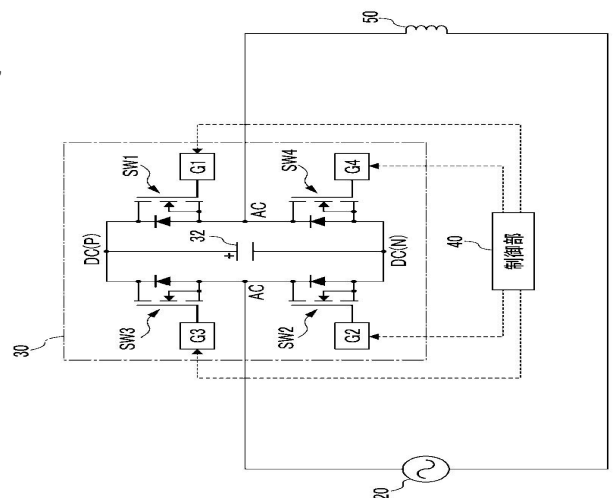 30
SW3
G3
SW1
G1
DC(P)
32
+
AC
AC
SW2
G2
SW4
G4
DC(N)
50
40
制御部
20